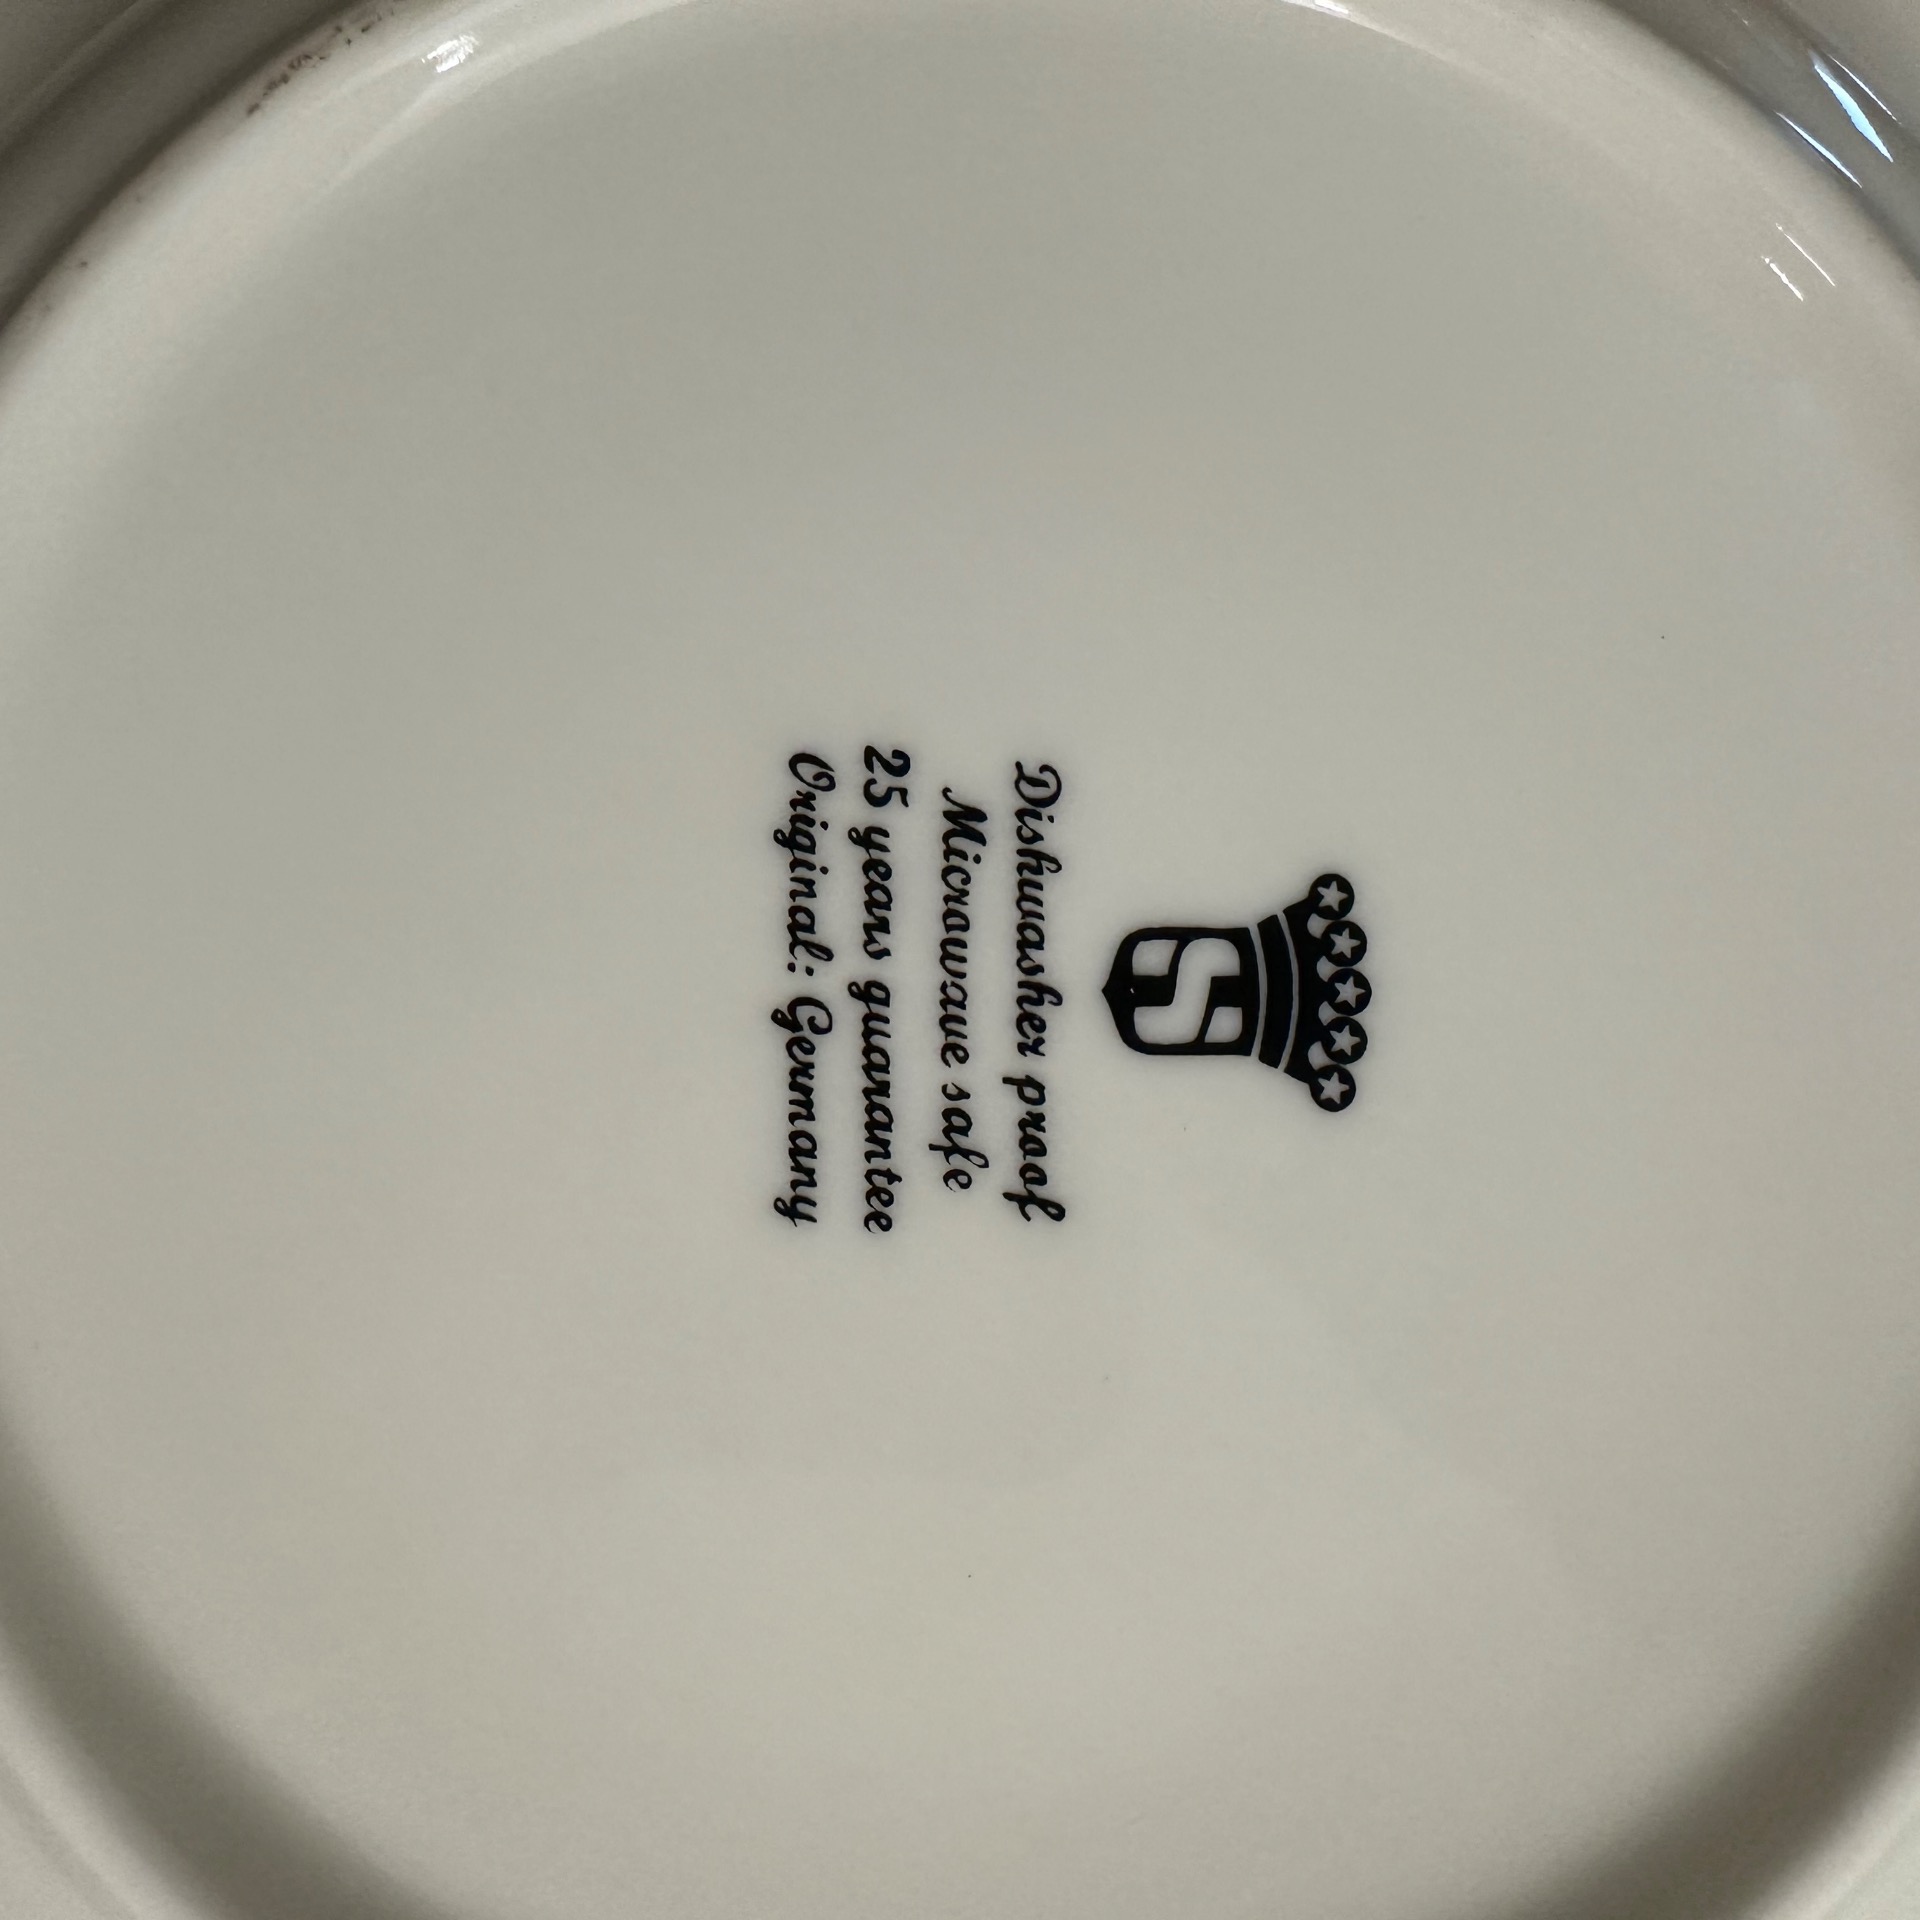 S
Dishwasher proof
Microwave safe
25 years guarantee
Original: Germany